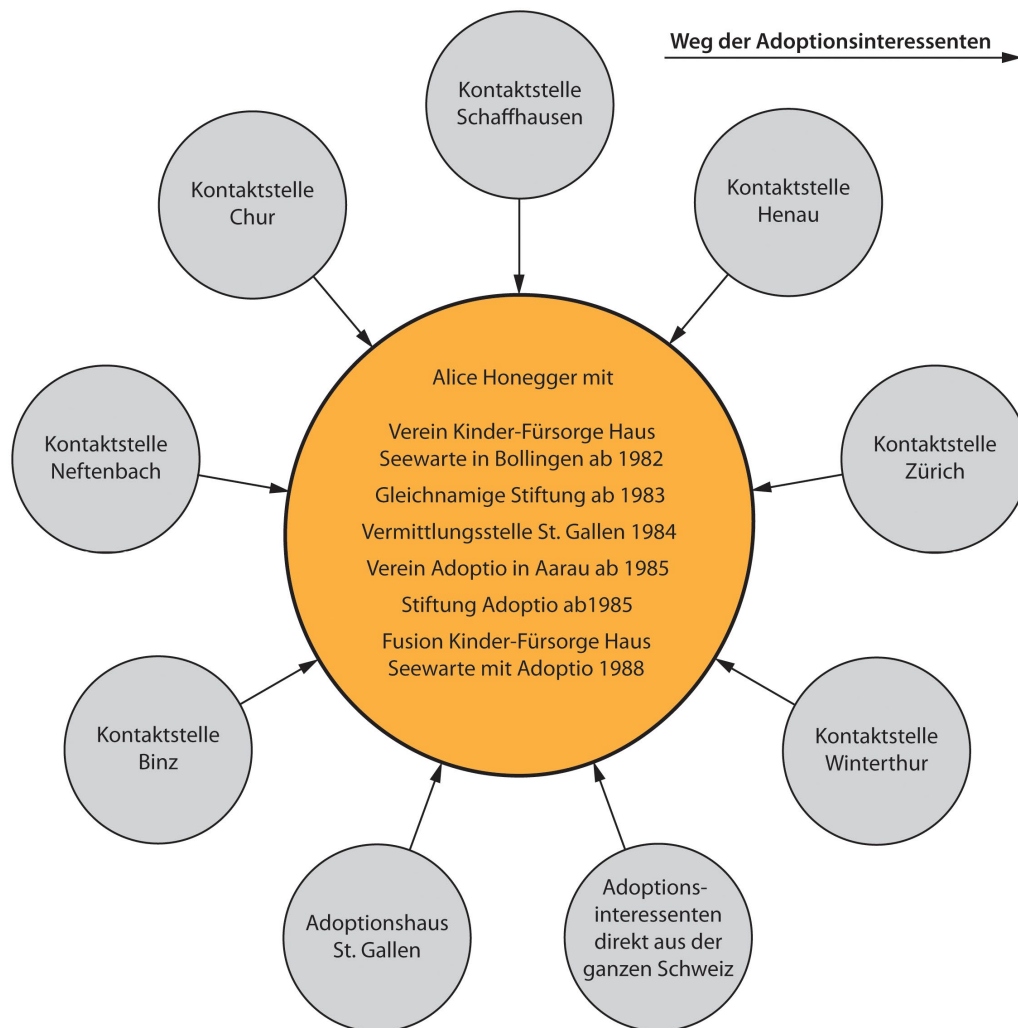 Weg der Adoptionsinteressenten
Kontaktstelle
Schaffhausen
Kontaktstelle
Chur
Kontaktstelle
Henau
Alice Honegger mit
Verein Kinder-Fürsorge Haus
Seewarte in Bollingen ab 1982
Gleichnamige Stiftung ab 1983
Vermittlungsstelle St. Gallen 1984
Verein Adoptio in Aarau ab 1985
Stiftung Adoptio ab1985
Fusion Kinder-Fürsorge Haus
Seewarte mit Adoptio 1988
Kontaktstelle
Neftenbach
Kontaktstelle
Zürich
Kontaktstelle
Binz
Kontaktstelle
Winterthur
Adoptionshaus
St. Gallen
Adoptions-
interessenten
direkt aus der
ganzen Schweiz